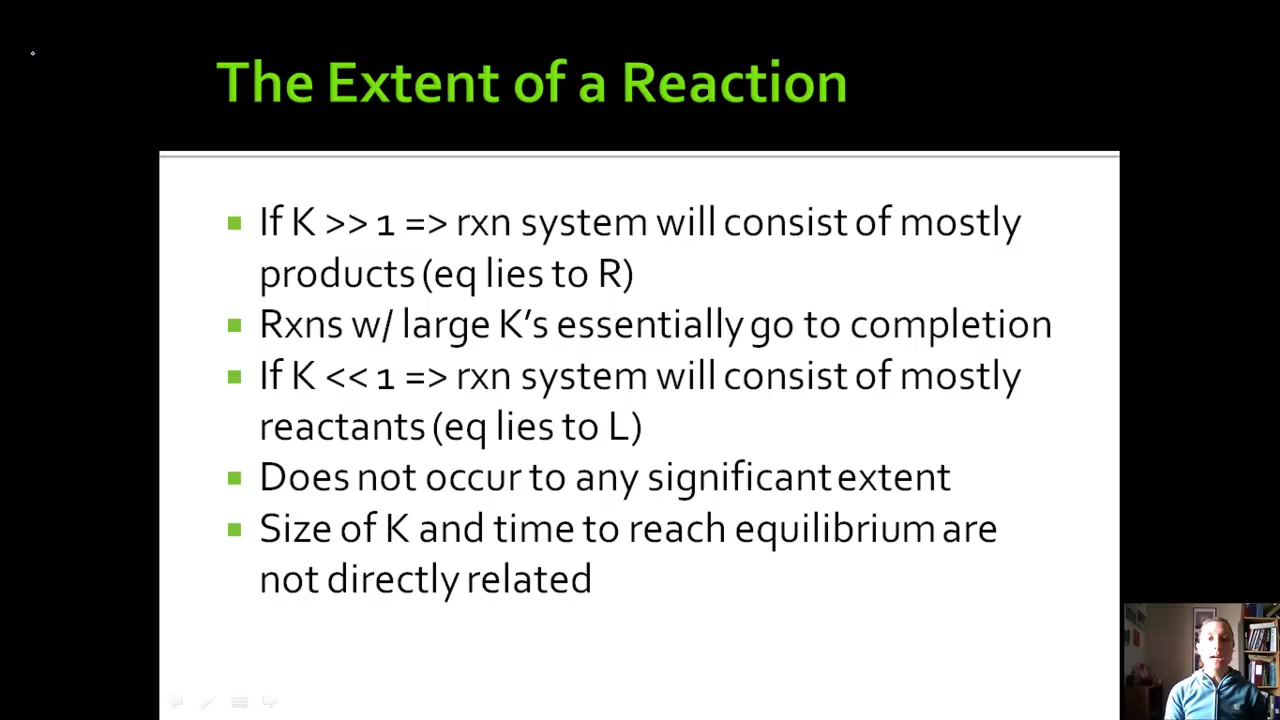 The Extent of a Reaction
If K >> 1 => rxn system will consist of mostly
products (eq lies to R)
Rxns w/ large K's essentially go to completion
If K << 1 => rxn system will consist of mostly
reactants (eq lies to L)
Does not occur to any significant extent
Size of K and time to reach equilibrium are
not directly related